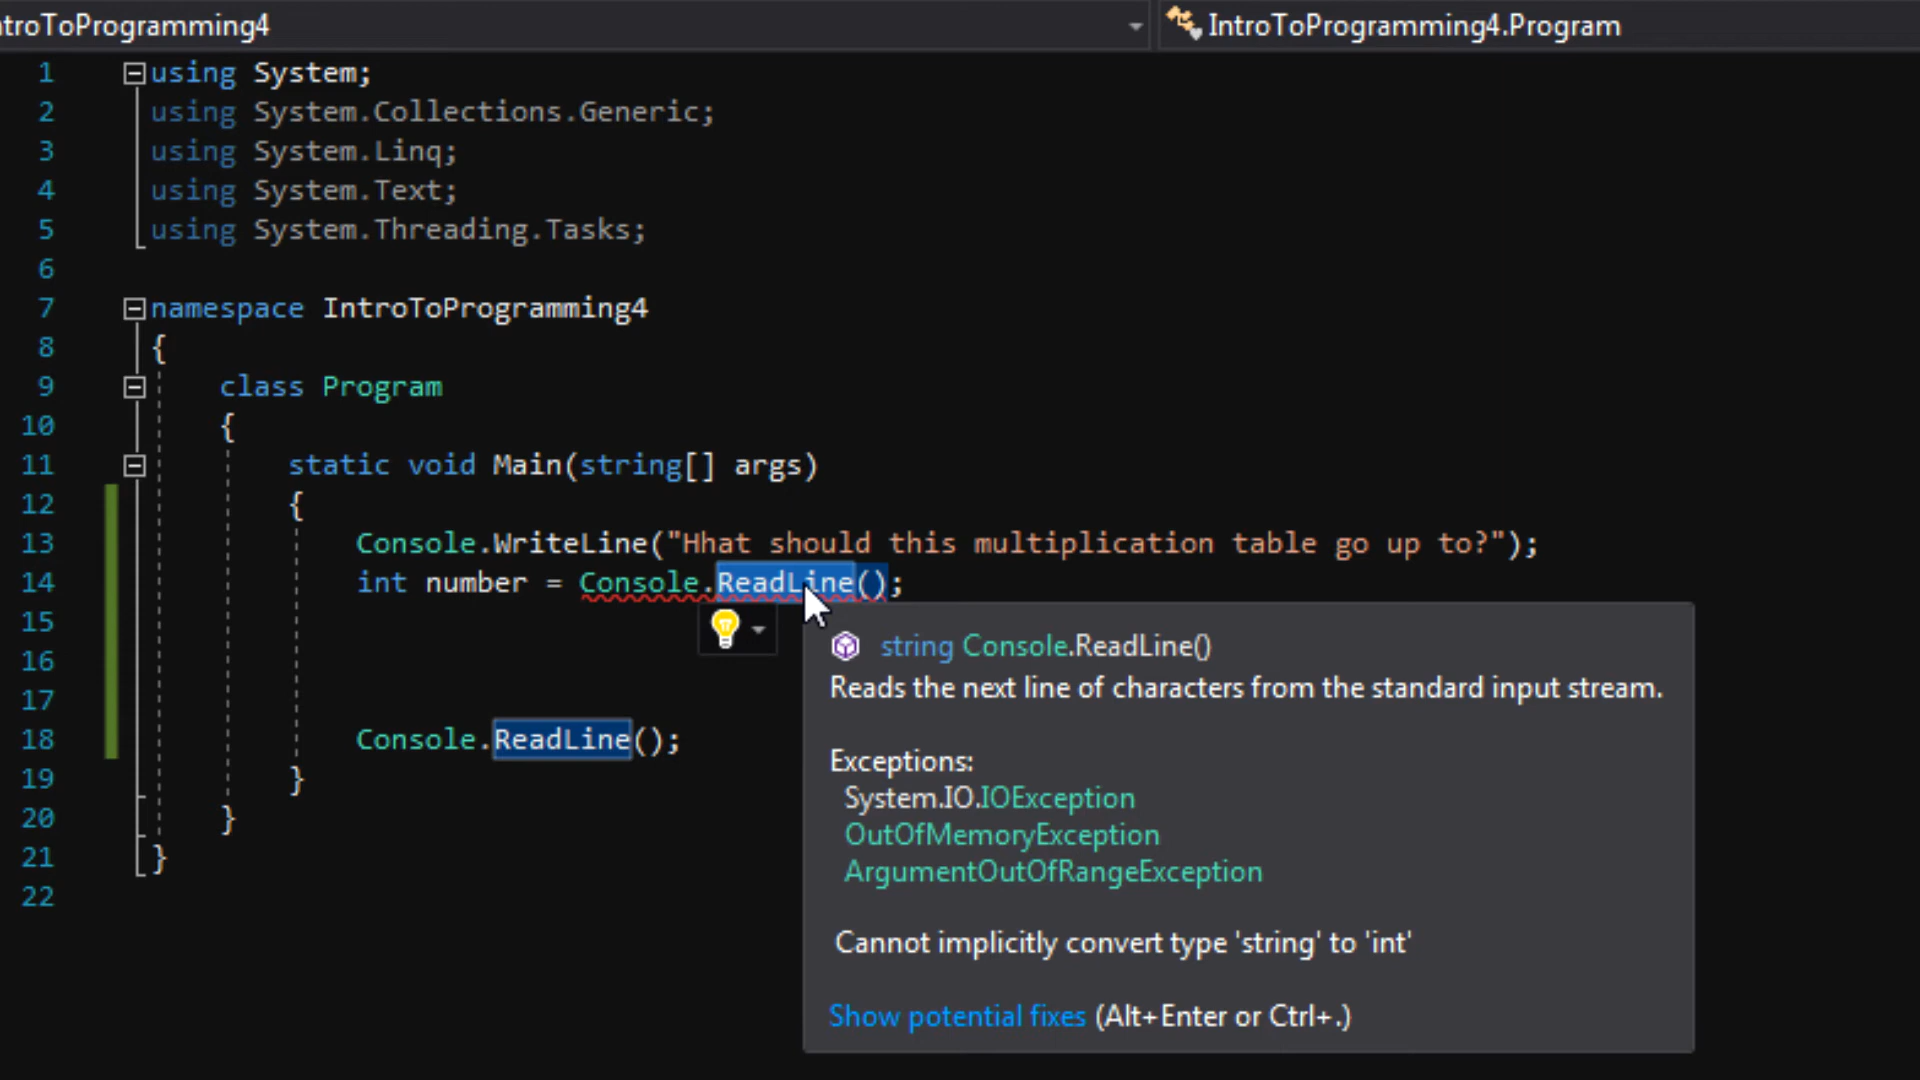 ntroToProgramming4
IntroToProgramming4.Program
1 using System;
2 using System.Collections.Generic;
3 using System.Linq;
4 using System.Text;
5 using System.Threading.Tasks;
6
7 namespace IntroToProgramming4
8 {
9 class Program
10 {
11 static void Main(string[] args)
12 {
13 Console.WriteLine("Hhat should this multiplication table go up to?");
14 int number = Console.ReadLine();
15
16
17
18 Console.ReadLine();
19 }
20 }
21 }
22
string Console.ReadLine()
Reads the next line of characters from the standard input stream.
Exceptions:
System.IO.IOException
OutOfMemoryException
ArgumentOutOfRangeException
Cannot implicitly convert type 'string' to 'int'
Show potential fixes (Alt+Enter or Ctrl+.)